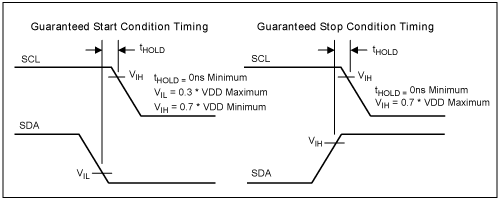 Guaranteed Start Condition Timing
tHOLD
SCL
VIH
tHOLD = 0ns Minimum
VIL = 0.3 * VDD Maximum
VIH = 0.7 * VDD Minimum
SDA
VIL
Guaranteed Stop Condition Timing
tHOLD
SCL
VIH
tHOLD = 0ns Minimum
VIH = 0.7 * VDD Maximum
VIH
SDA